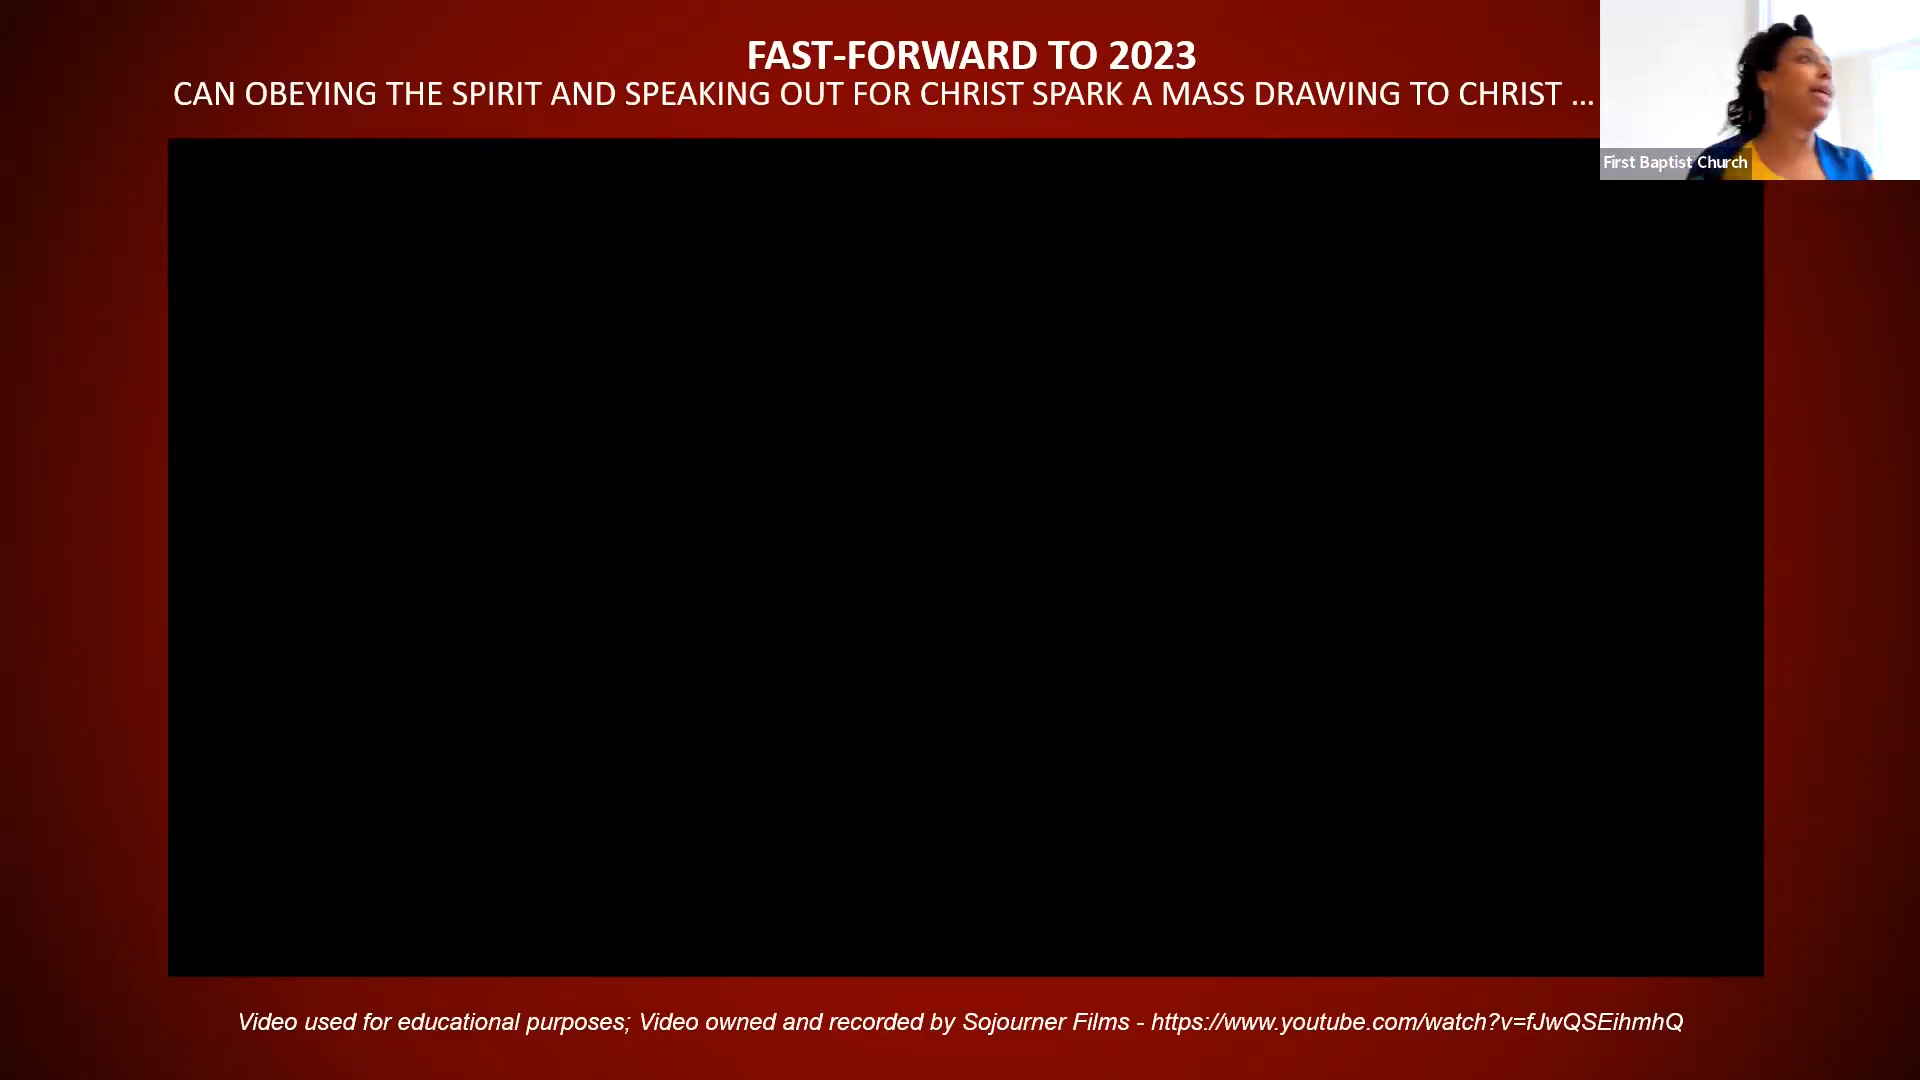 FAST-FORWARD TO 2023
CAN OBEYING THE SPIRIT AND SPEAKING OUT FOR CHRIST SPARK A MASS DRAWING TO CHRIST ...
First Baptist Church
Video used for educational purposes; Video owned and recorded by Sojourner Films - https://www.youtube.com/watch?v=fJwQSEihmhQ